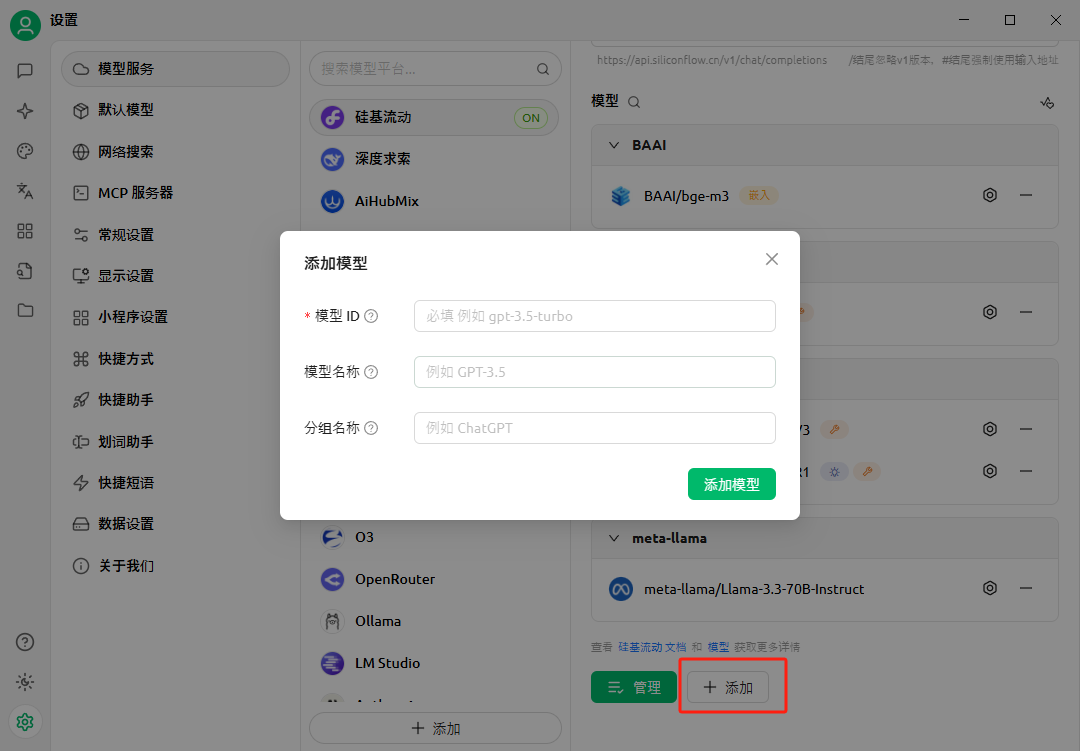 设置
模型服务
默认模型
网络搜索
MCP 服务器
常规设置
显示设置
小程序设置
快捷方式
快捷助手
划词助手
快捷短语
数据设置
关于我们
搜索模型平台...
硅基流动
ON
深度求索
AiHubMix
O3
OpenRouter
Ollama
LM Studio
添加
https://api.siliconflow.cn/v1/chat/completions
/结尾忽略v1版本，#结尾强制使用输入地址
模型
BAAI
BAAI/bge-m3 嵌入
V3
R1
meta-llama
meta-llama/Llama-3.3-70B-Instruct
查看 硅基流动 文档 和 模型 获取更多详情
管理
添加
添加模型
* 模型 ID
必填 例如 gpt-3.5-turbo
模型名称
例如 GPT-3.5
分组名称
例如 ChatGPT
添加模型